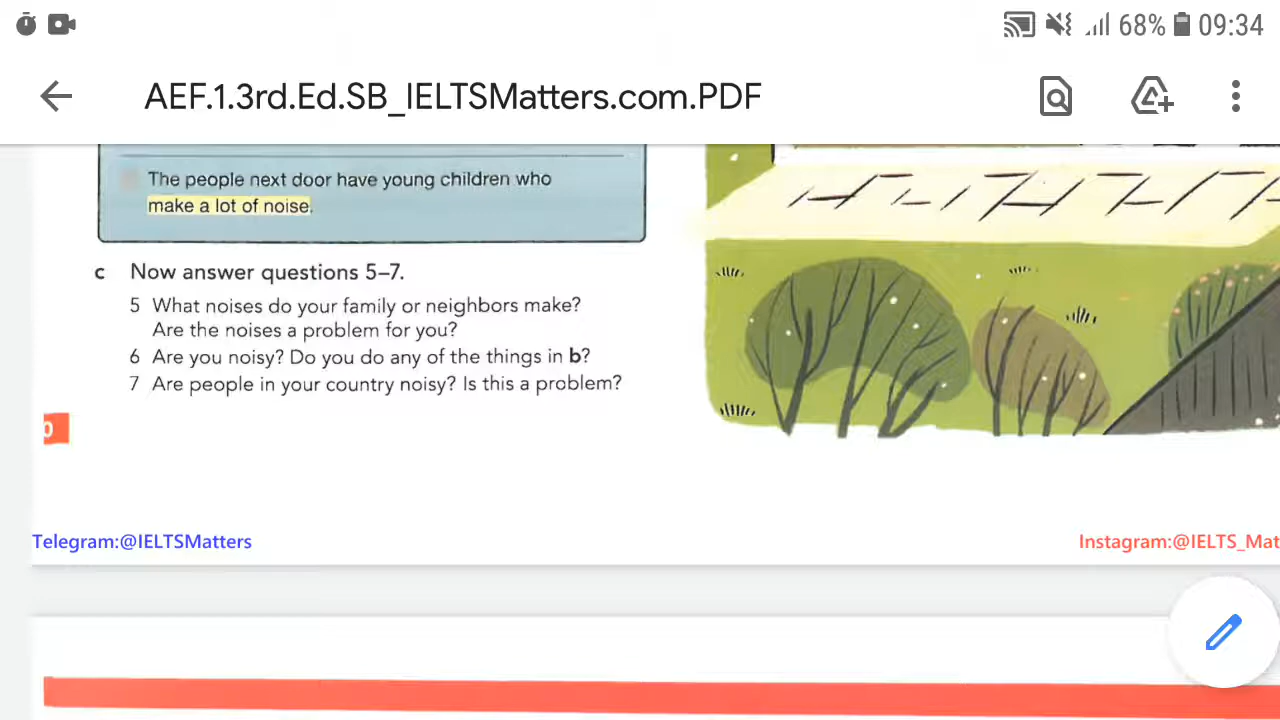 68% 09:34
AEF.1.3rd.Ed.SB_IELTSMatters.com.PDF
The people next door have young children who
make a lot of noise.
c Now answer questions 5–7.
5 What noises do your family or neighbors make?
Are the noises a problem for you?
6 Are you noisy? Do you do any of the things in b?
7 Are people in your country noisy? Is this a problem?
0
Telegram:@IELTSMatters
Instagram:@IELTS_Mat